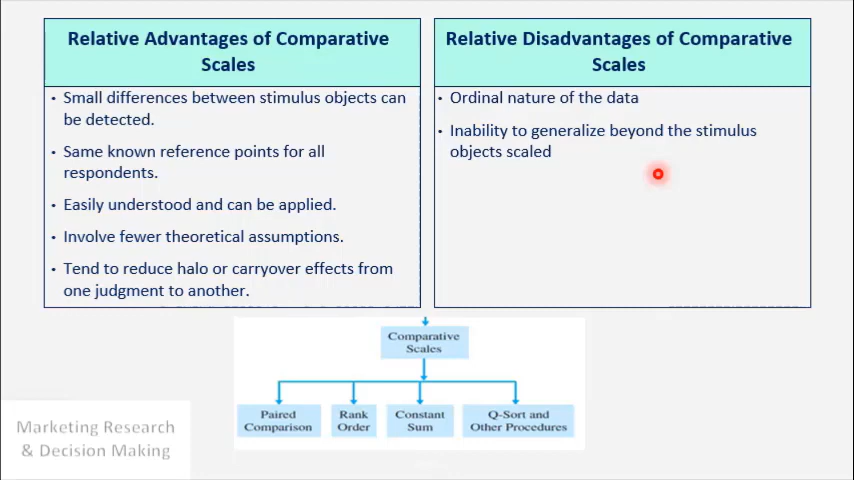 Relative Advantages of Comparative
Scales
• Small differences between stimulus objects can
be detected.
• Same known reference points for all
respondents.
• Easily understood and can be applied.
• Involve fewer theoretical assumptions.
• Tend to reduce halo or carryover effects from
one judgment to another.
Relative Disadvantages of Comparative
Scales
• Ordinal nature of the data
• Inability to generalize beyond the stimulus
objects scaled
Comparative
Scales
Paired
Comparison
Rank
Order
Constant
Sum
Q-Sort and
Other Procedures
Marketing Research
& Decision Making